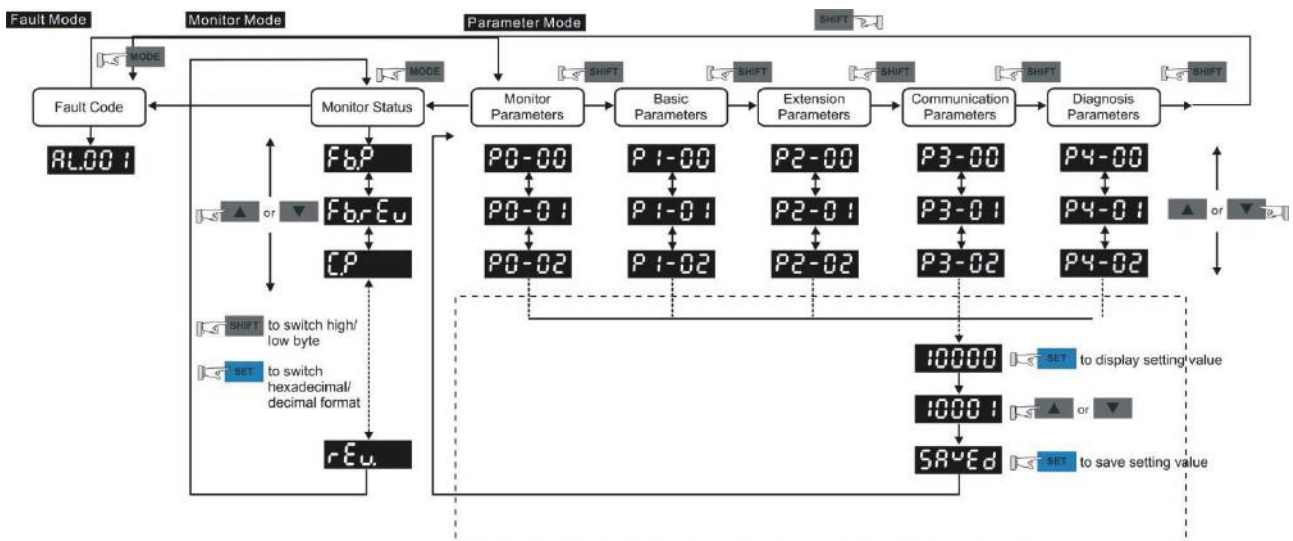 Fault Mode
Monitor Mode
Parameter Mode
SHIFT
MODE
MODE
SHIFT
SHIFT
SHIFT
SHIFT
SHIFT
Fault Code
Monitor Status
Monitor
Parameters
Basic
Parameters
Extension
Parameters
Communication
Parameters
Diagnosis
Parameters
AL.001
Fb.P
P0-00
P1-00
P2-00
P3-00
P4-00
▲ or ▼
Fb.rEu
P0-01
P1-01
P2-01
P3-01
P4-01
▲ or ▼
C.P
P0-02
P1-02
P2-02
P3-02
P4-02
SHIFT to switch high/
low byte
SET to switch
hexadecimal/
decimal format
10000
SET to display setting value
10001
▲ or ▼
rEu.
SAvEd
SET to save setting value